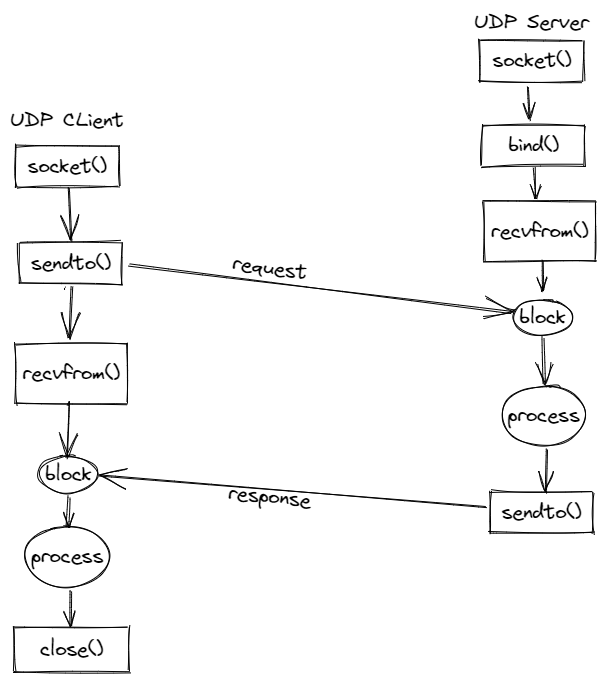 UDP Server
socket()
bind()
recvfrom()
block
process
sendto()
UDP CLient
socket()
sendto()
request
recvfrom()
block
response
process
close()